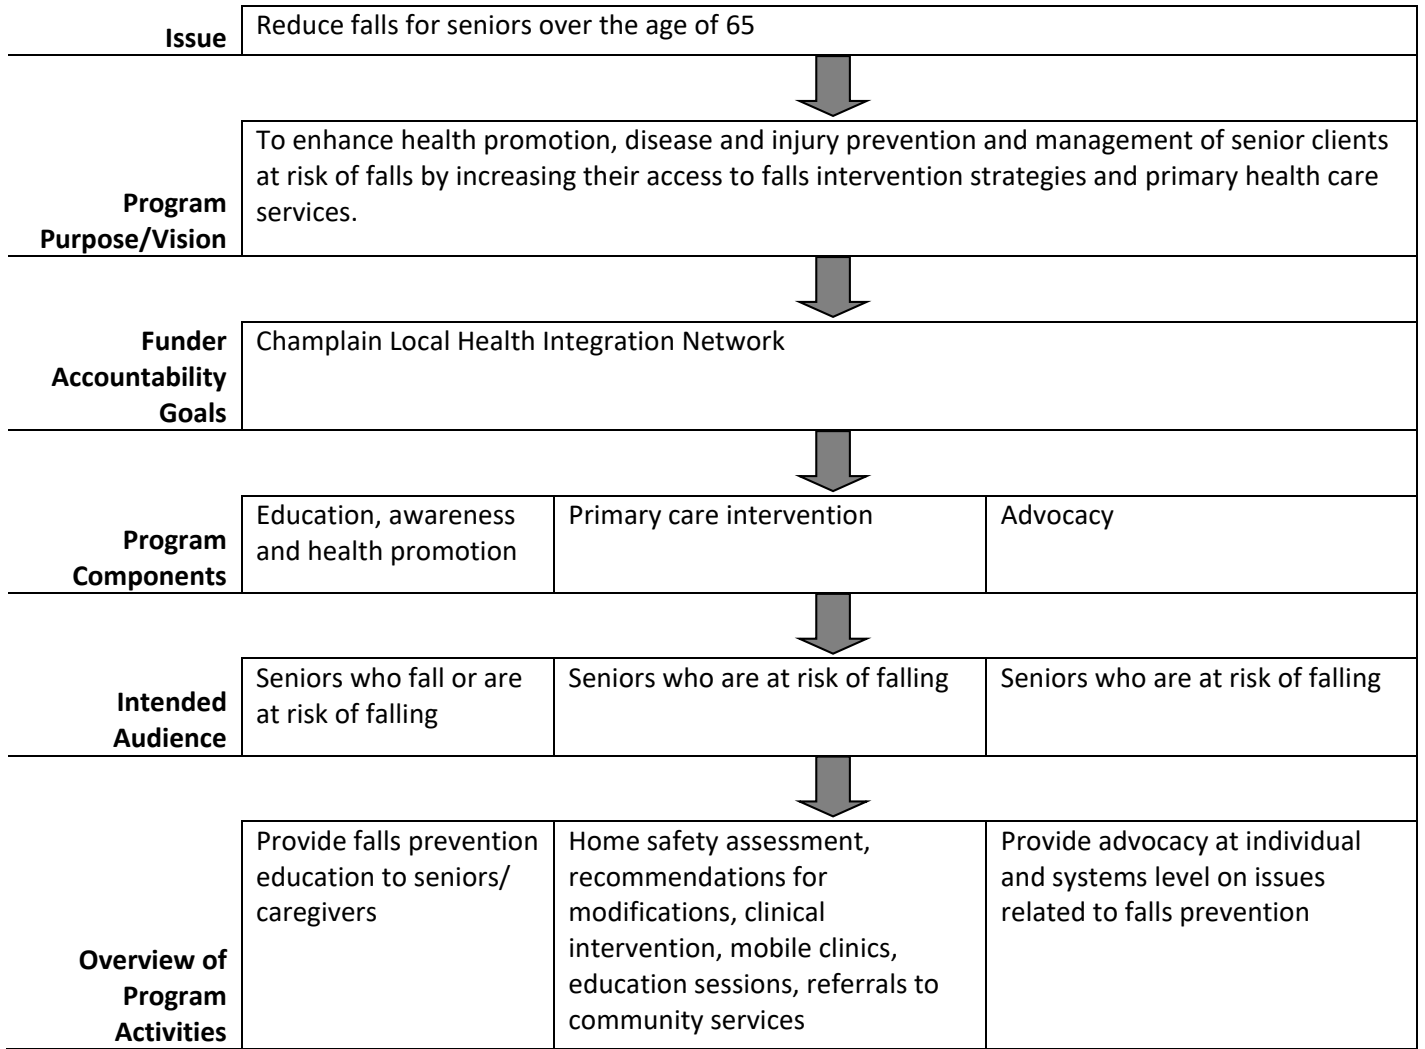 Issue
Reduce falls for seniors over the age of 65
Program
Purpose/Vision
To enhance health promotion, disease and injury prevention and management of senior clients
at risk of falls by increasing their access to falls intervention strategies and primary health care
services.
Funder
Accountability
Goals
Champlain Local Health Integration Network
Program
Components
Education, awareness
and health promotion
Primary care intervention
Advocacy
Intended
Audience
Seniors who fall or are
at risk of falling
Seniors who are at risk of falling
Seniors who are at risk of falling
Overview of
Program
Activities
Provide falls prevention
education to seniors/
caregivers
Home safety assessment,
recommendations for
modifications, clinical
intervention, mobile clinics,
education sessions, referrals to
community services
Provide advocacy at individual
and systems level on issues
related to falls prevention